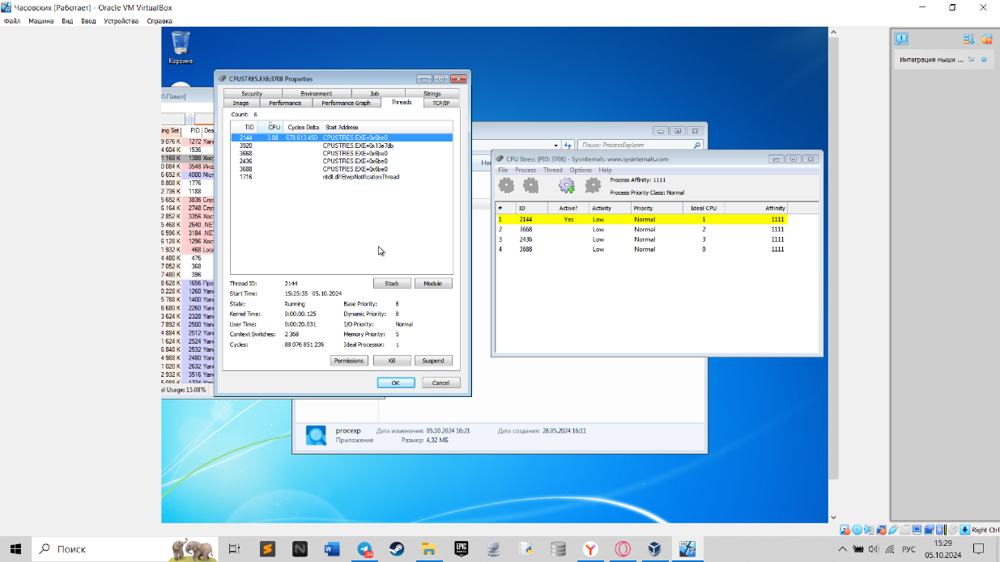 Часовских [Работает] - Oracle VM VirtualBox
Файл Машина Вид Ввод Устройства Справка
Корзина
CPUSTRES.EXE:3708 Properties
Security Environment Job Strings
Image Performance Performance Graph Threads TCP/IP
Count: 6
TID CPU Cycles Delta Start Address
2144 3.88 678 613 450 CPUSTRES.EXE+0x6be0
3920 CPUSTRES.EXE+0x13e7db
3668 CPUSTRES.EXE+0x6be0
2436 CPUSTRES.EXE+0x6be0
3688 CPUSTRES.EXE+0x6be0
1716 ntdll.dll!EtwpNotificationThread
Thread ID: 2144
Stack Module
Start Time: 15:25:35 05.10.2024
State: Running Base Priority: 8
Kernel Time: 0:00:00.125 Dynamic Priority: 8
User Time: 0:00:20.031 I/O Priority: Normal
Context Switches: 2 368 Memory Priority: 5
Cycles: 88 076 851 239 Ideal Processor: 1
Permissions Kill Suspend
OK Cancel
\Павел]
ing Set PID Des
9 076 K 1272 Yan
4 604 K 1536
1 168 K 1388 Хост
0 084 K 3548 Инд
6 652 K 4000 Micr
8 808 K 1776
2 736 K 1188
5 692 K 3836 Служ
6 164 K 2748 Слу
2 852 K 3356 Хост
5 468 K 2640 .NET
6 596 K 3184 .NET
6 128 K 1296 Хост
1 932 K 468 Loca
4 480 K 476
7 052 K 368
7 480 K 396
8 628 K 1656 Про
0 228 K 1260 Yan
5 788 K 1400 Yan
6 680 K 2260 Yan
3 624 K 2328 Yan
7 892 K 2500 Yan
4 884 K 2512 Yan
1 624 K 2524 Yan
6 848 K 2532 Yan
4 988 K 2480 Yan
1 020 K 2632 Yan
2 932 K 3516 Yan
al Usage: 15.08%
Поиск: ProcessExplorer
CPU Stress (PID: 3708) - Sysinternals: www.sysinternals.com
File Process Thread Options Help
Process Affinity: 1111
Process Priority Class: Normal
# ID Active? Activity Priority Ideal CPU Affinity
1 2144 Yes Low Normal 1 1111
2 3668 Low Normal 2 1111
3 2436 Low Normal 3 1111
4 3688 Low Normal 0 1111
procexp Дата изменения: 05.10.2024 16:21 Дата создания: 28.05.2024 16:11
Приложение Размер: 4,32 МБ
Интеграция мыши ...
Right Ctrl
Поиск
РУС
15:29
05.10.2024